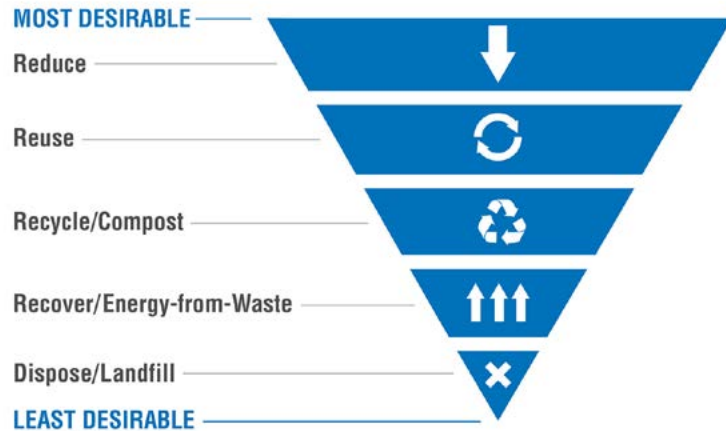 MOST DESIRABLE
Reduce
Reuse
Recycle/Compost
Recover/Energy-from-Waste
Dispose/Landfill
LEAST DESIRABLE